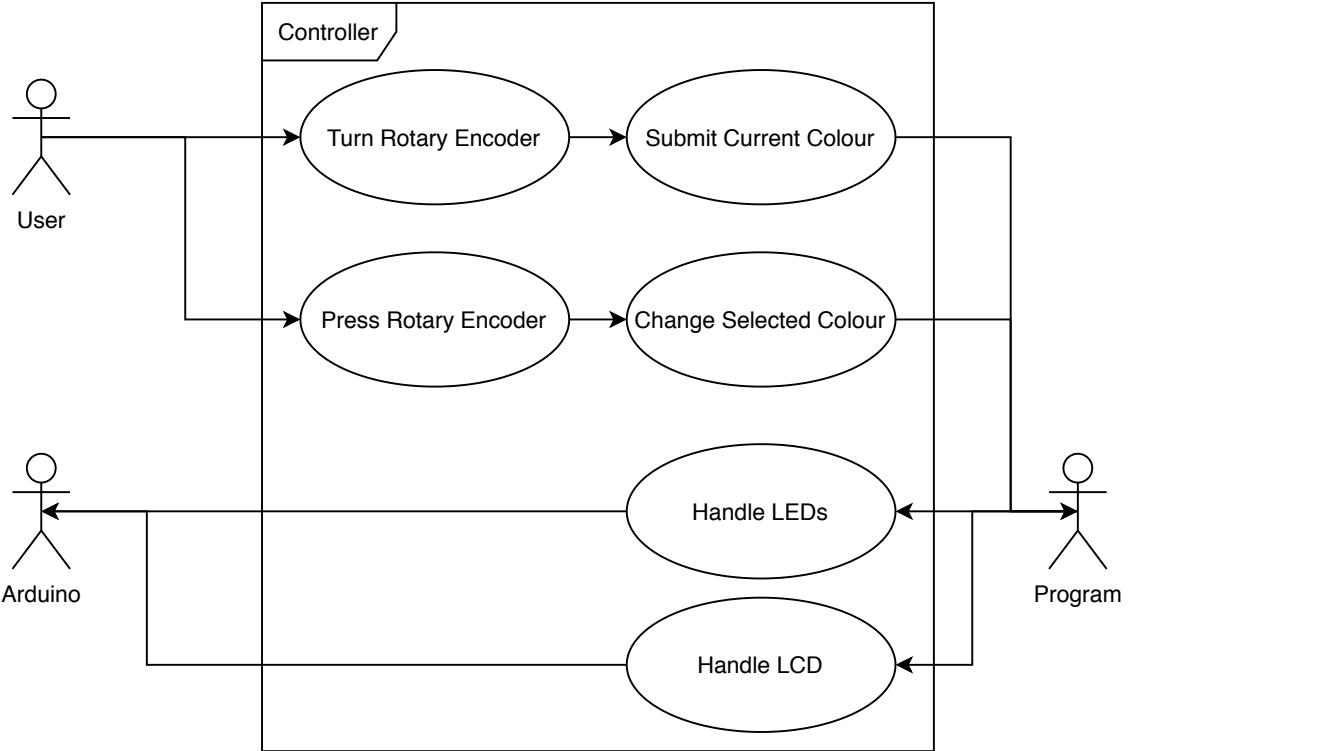 Controller
Turn Rotary Encoder
Submit Current Colour
User
Press Rotary Encoder
Change Selected Colour
Handle LEDs
Arduino
Program
Handle LCD